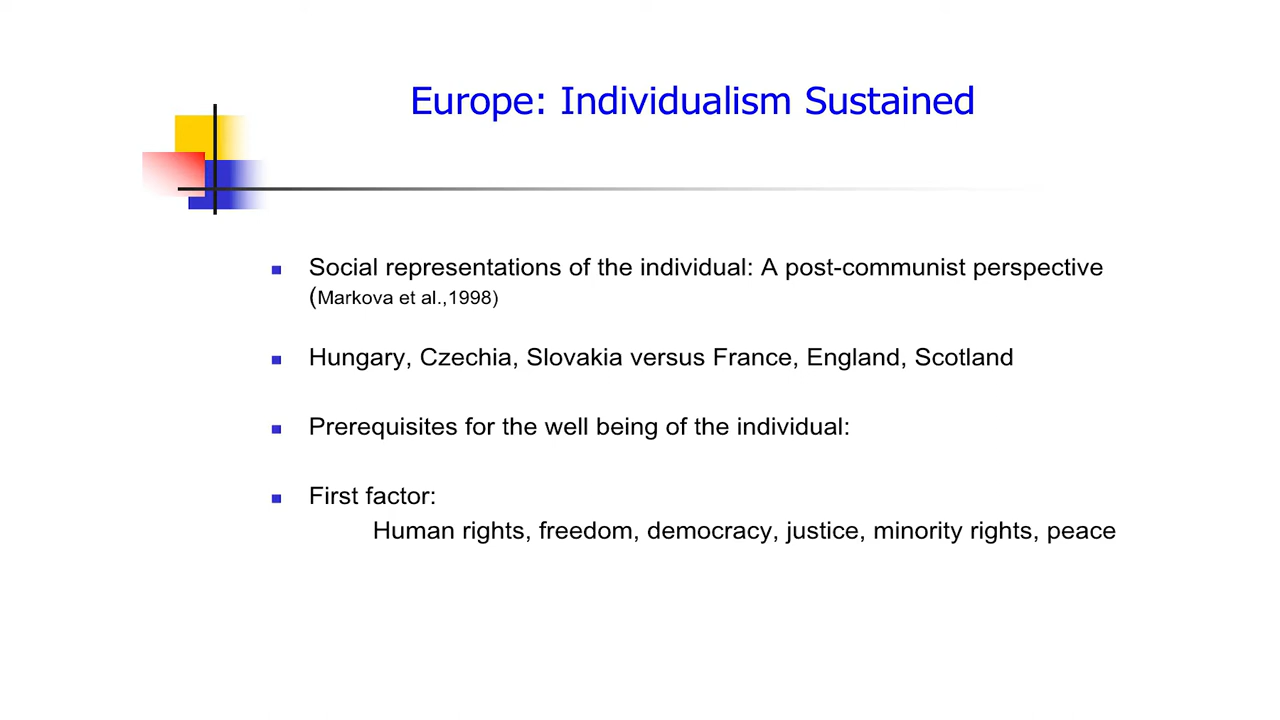 Europe: Individualism Sustained
Social representations of the individual: A post-communist perspective
(Markova et al.,1998)
Hungary, Czechia, Slovakia versus France, England, Scotland
Prerequisites for the well being of the individual:
First factor:
Human rights, freedom, democracy, justice, minority rights, peace